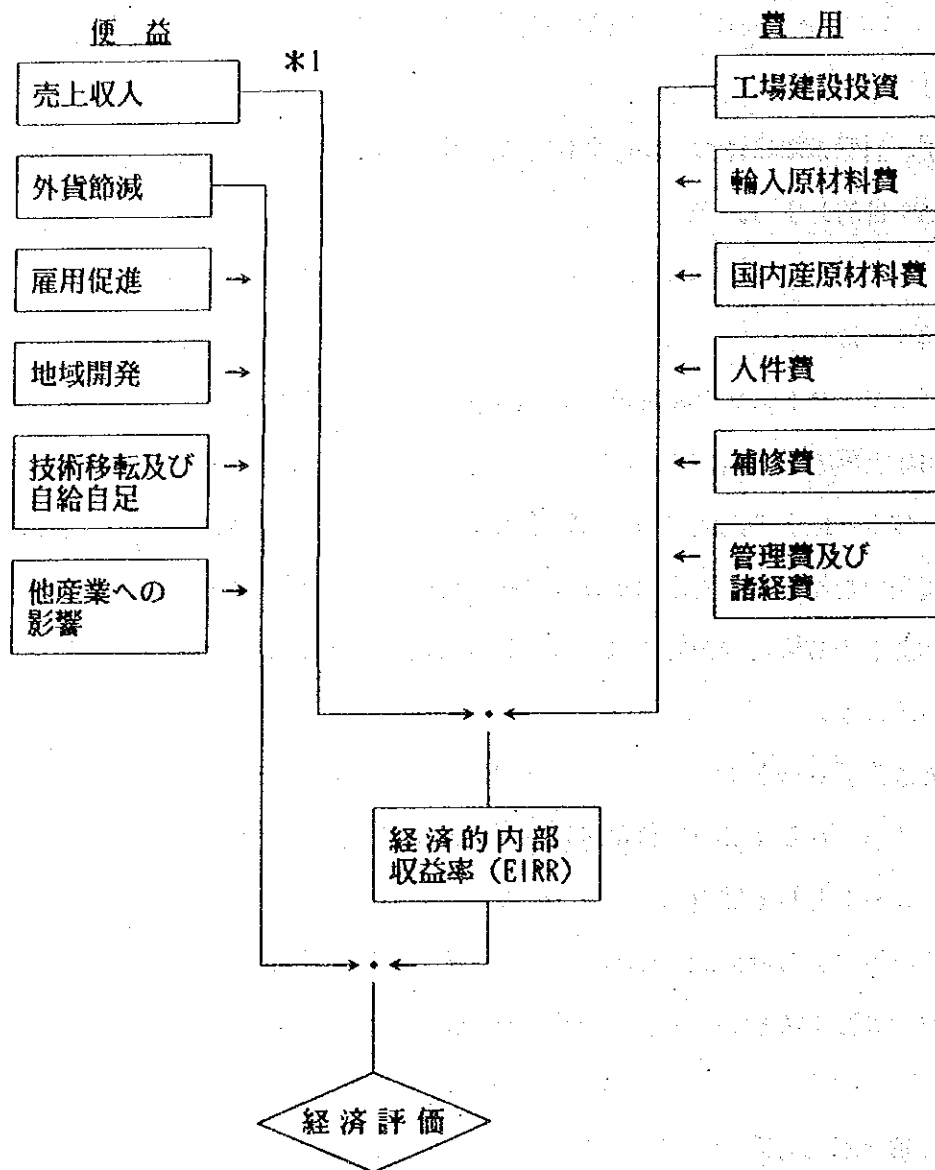 便 益
*1
売上収入
外貨節減
雇用促進
地域開発
技術移転及び
自給自足
他産業への
影響
費 用
工場建設投資
輸入原材料費
国内産原材料費
人件費
補修費
管理費及び
諸経費
経済的内部
収益率 (EIRR)
経済評価